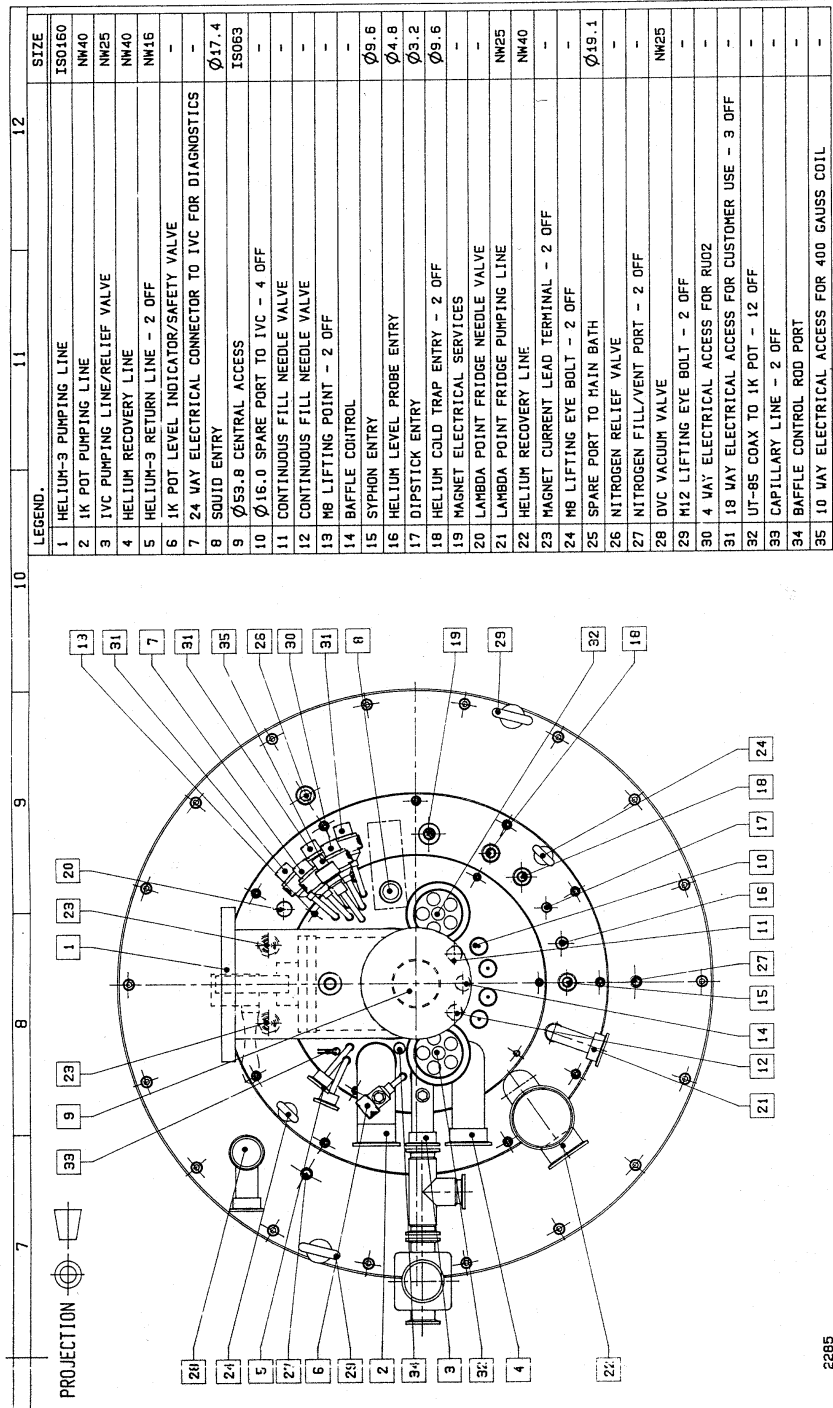 7
8
9
10
11
12
PROJECTION
33
9
23
23
1
20
28
24
5
27
6
29
2
34
3
32
4
22
13
31
7
31
35
26
30
31
8
19
29
32
18
21
12
14
15
27
16
11
10
17
18
24
LEGEND. SIZE
1 HELIUM-3 PUMPING LINE ISO160
2 1K POT PUMPING LINE NW40
3 IVC PUMPING LINE/RELIEF VALVE NW25
4 HELIUM RECOVERY LINE NW40
5 HELIUM-3 RETURN LINE - 2 OFF NW16
6 1K POT LEVEL INDICATOR/SAFETY VALVE -
7 24 WAY ELECTRICAL CONNECTOR TO IVC FOR DIAGNOSTICS -
8 SQUID ENTRY Ø17.4
9 Ø53.8 CENTRAL ACCESS ISO63
10 Ø16.0 SPARE PORT TO IVC - 4 OFF -
11 CONTINUOUS FILL NEEDLE VALVE -
12 CONTINUOUS FILL NEEDLE VALVE -
13 M8 LIFTING POINT - 2 OFF -
14 BAFFLE CONTROL -
15 SYPHON ENTRY Ø9.6
16 HELIUM LEVEL PROBE ENTRY Ø4.8
17 DIPSTICK ENTRY Ø3.2
18 HELIUM COLD TRAP ENTRY - 2 OFF Ø9.6
19 MAGNET ELECTRICAL SERVICES -
20 LAMBDA POINT FRIDGE NEEDLE VALVE -
21 LAMBDA POINT FRIDGE PUMPING LINE NW25
22 HELIUM RECOVERY LINE NW40
23 MAGNET CURRENT LEAD TERMINAL - 2 OFF -
24 M8 LIFTING EYE BOLT - 2 OFF -
25 SPARE PORT TO MAIN BATH Ø19.1
26 NITROGEN RELIEF VALVE -
27 NITROGEN FILL/VENT PORT - 2 OFF -
28 OVC VACUUM VALVE NW25
29 M12 LIFTING EYE BOLT - 2 OFF -
30 4 WAY ELECTRICAL ACCESS FOR RUO2 -
31 18 WAY ELECTRICAL ACCESS FOR CUSTOMER USE - 3 OFF -
32 UT-85 COAX TO 1K POT - 12 OFF -
33 CAPILLARY LINE - 2 OFF -
34 BAFFLE CONTROL ROD PORT -
35 10 WAY ELECTRICAL ACCESS FOR 400 GAUSS COIL -
2285